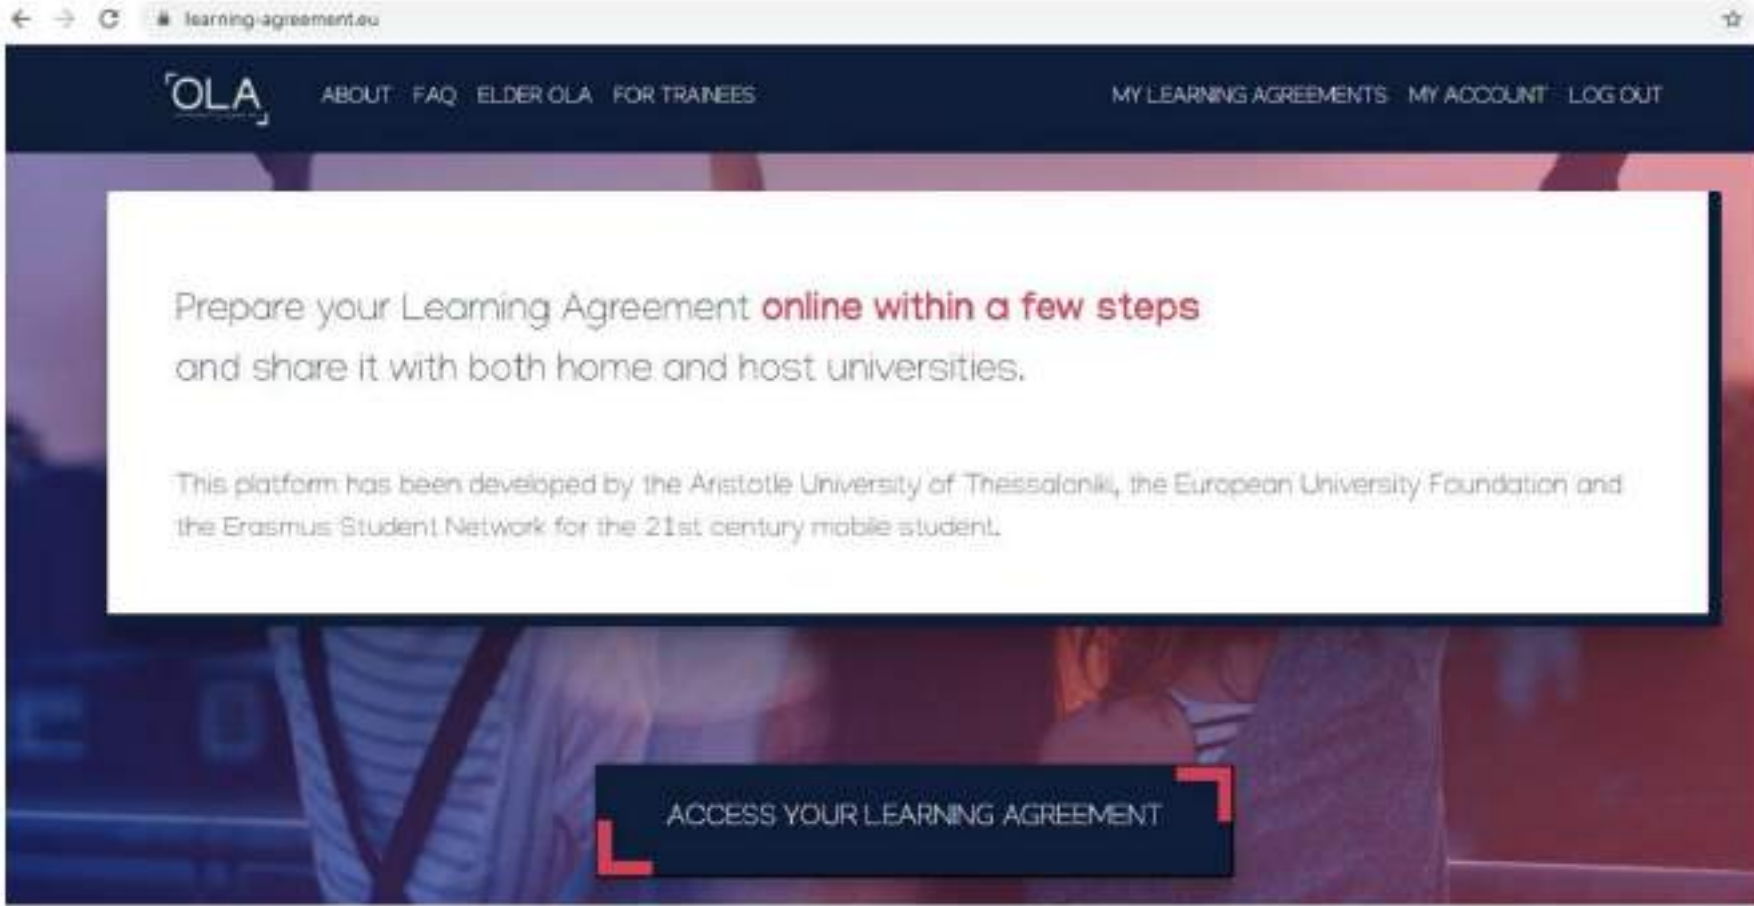 learning-agreement.eu
OLA
ABOUT FAQ ELDER OLA FOR TRAINEES
MY LEARNING AGREEMENTS MY ACCOUNT LOG OUT
Prepare your Learning Agreement online within a few steps
and share it with both home and host universities.
This platform has been developed by the Aristotle University of Thessaloniki, the European University Foundation and
the Erasmus Student Network for the 21st century mobile student.
ACCESS YOUR LEARNING AGREEMENT